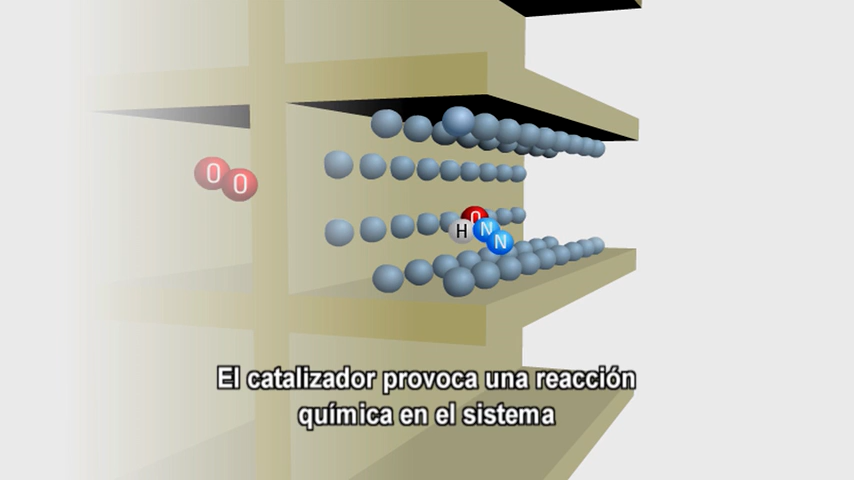 O O
O
H N
N
El catalizador provoca una reacción
química en el sistema